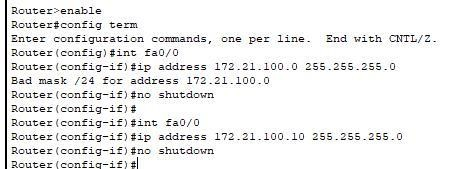 Router>enable
Router#config term
Enter configuration commands, one per line.  End with CNTL/Z.
Router(config)#int fa0/0
Router(config-if)#ip address 172.21.100.0 255.255.255.0
Bad mask /24 for address 172.21.100.0
Router(config-if)#no shutdown
Router(config-if)#
Router(config-if)#int fa0/0
Router(config-if)#ip address 172.21.100.10 255.255.255.0
Router(config-if)#no shutdown
Router(config-if)#